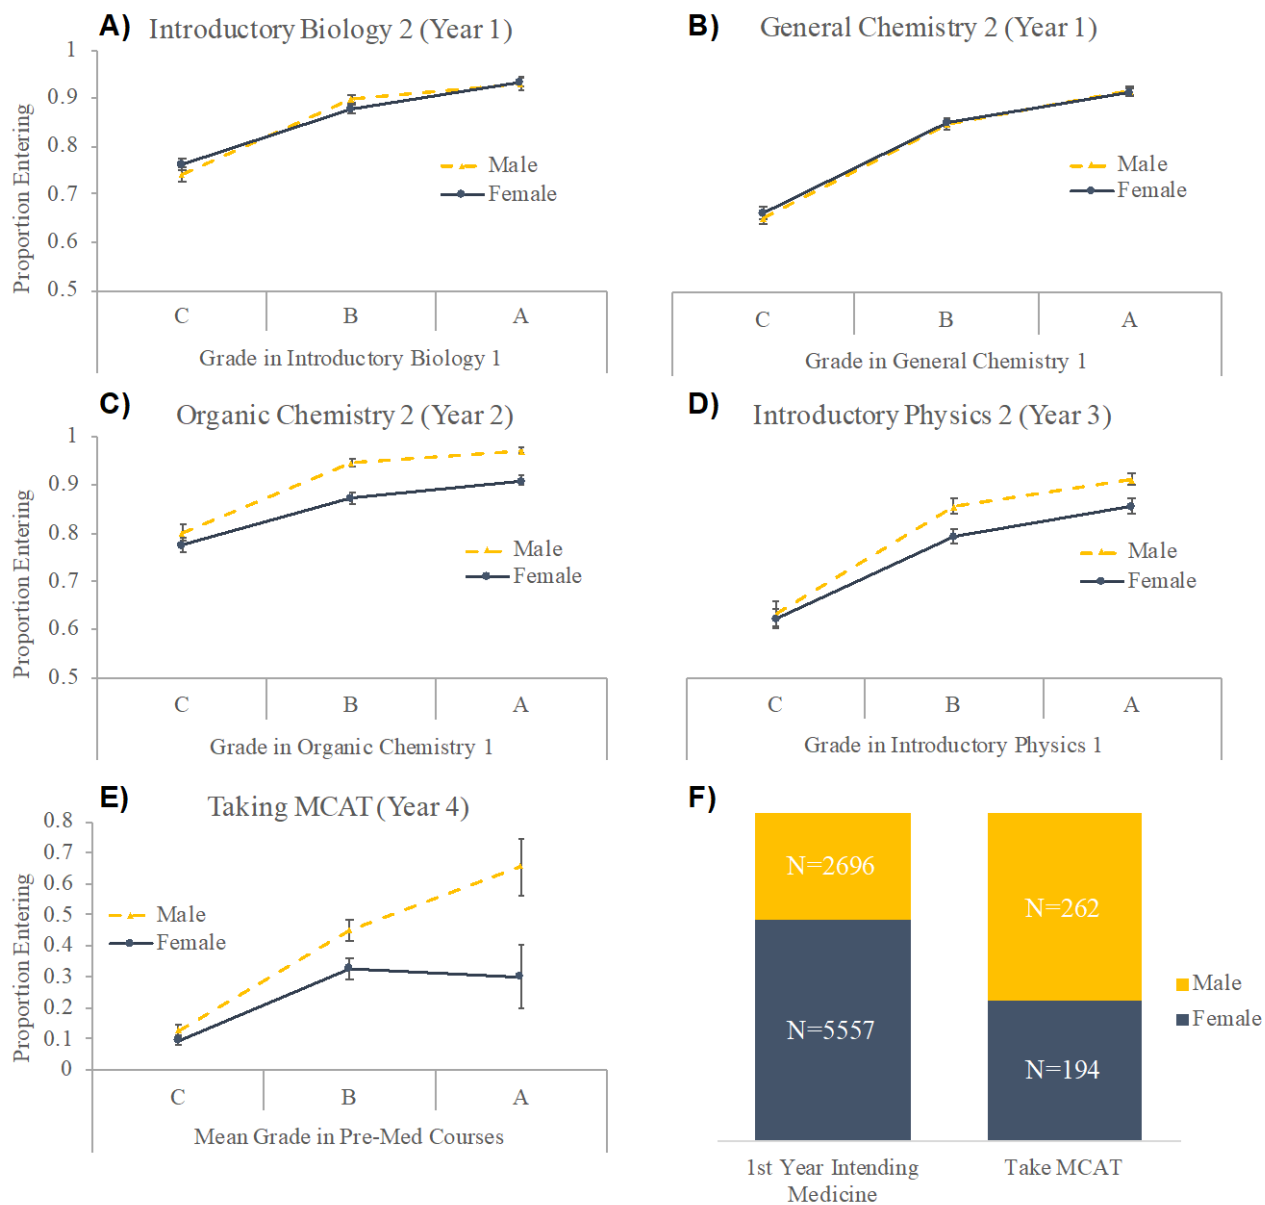 A) Introductory Biology 2 (Year 1)
1
0.9
0.8
0.7
0.6
0.5
Proportion Entering
Male
Female
C B A
Grade in Introductory Biology 1
B) General Chemistry 2 (Year 1)
Male
Female
C B A
Grade in General Chemistry 1
C) Organic Chemistry 2 (Year 2)
1
0.9
0.8
0.7
0.6
0.5
Proportion Entering
Male
Female
C B A
Grade in Organic Chemistry 1
D) Introductory Physics 2 (Year 3)
Male
Female
C B A
Grade in Introductory Physics 1
E) Taking MCAT (Year 4)
0.8
0.7
0.6
0.5
0.4
0.3
0.2
0.1
0
Proportion Entering
Male
Female
C B A
Mean Grade in Pre-Med Courses
F)
N=2696
N=5557
N=262
N=194
Male
Female
1st Year Intending
Medicine
Take MCAT